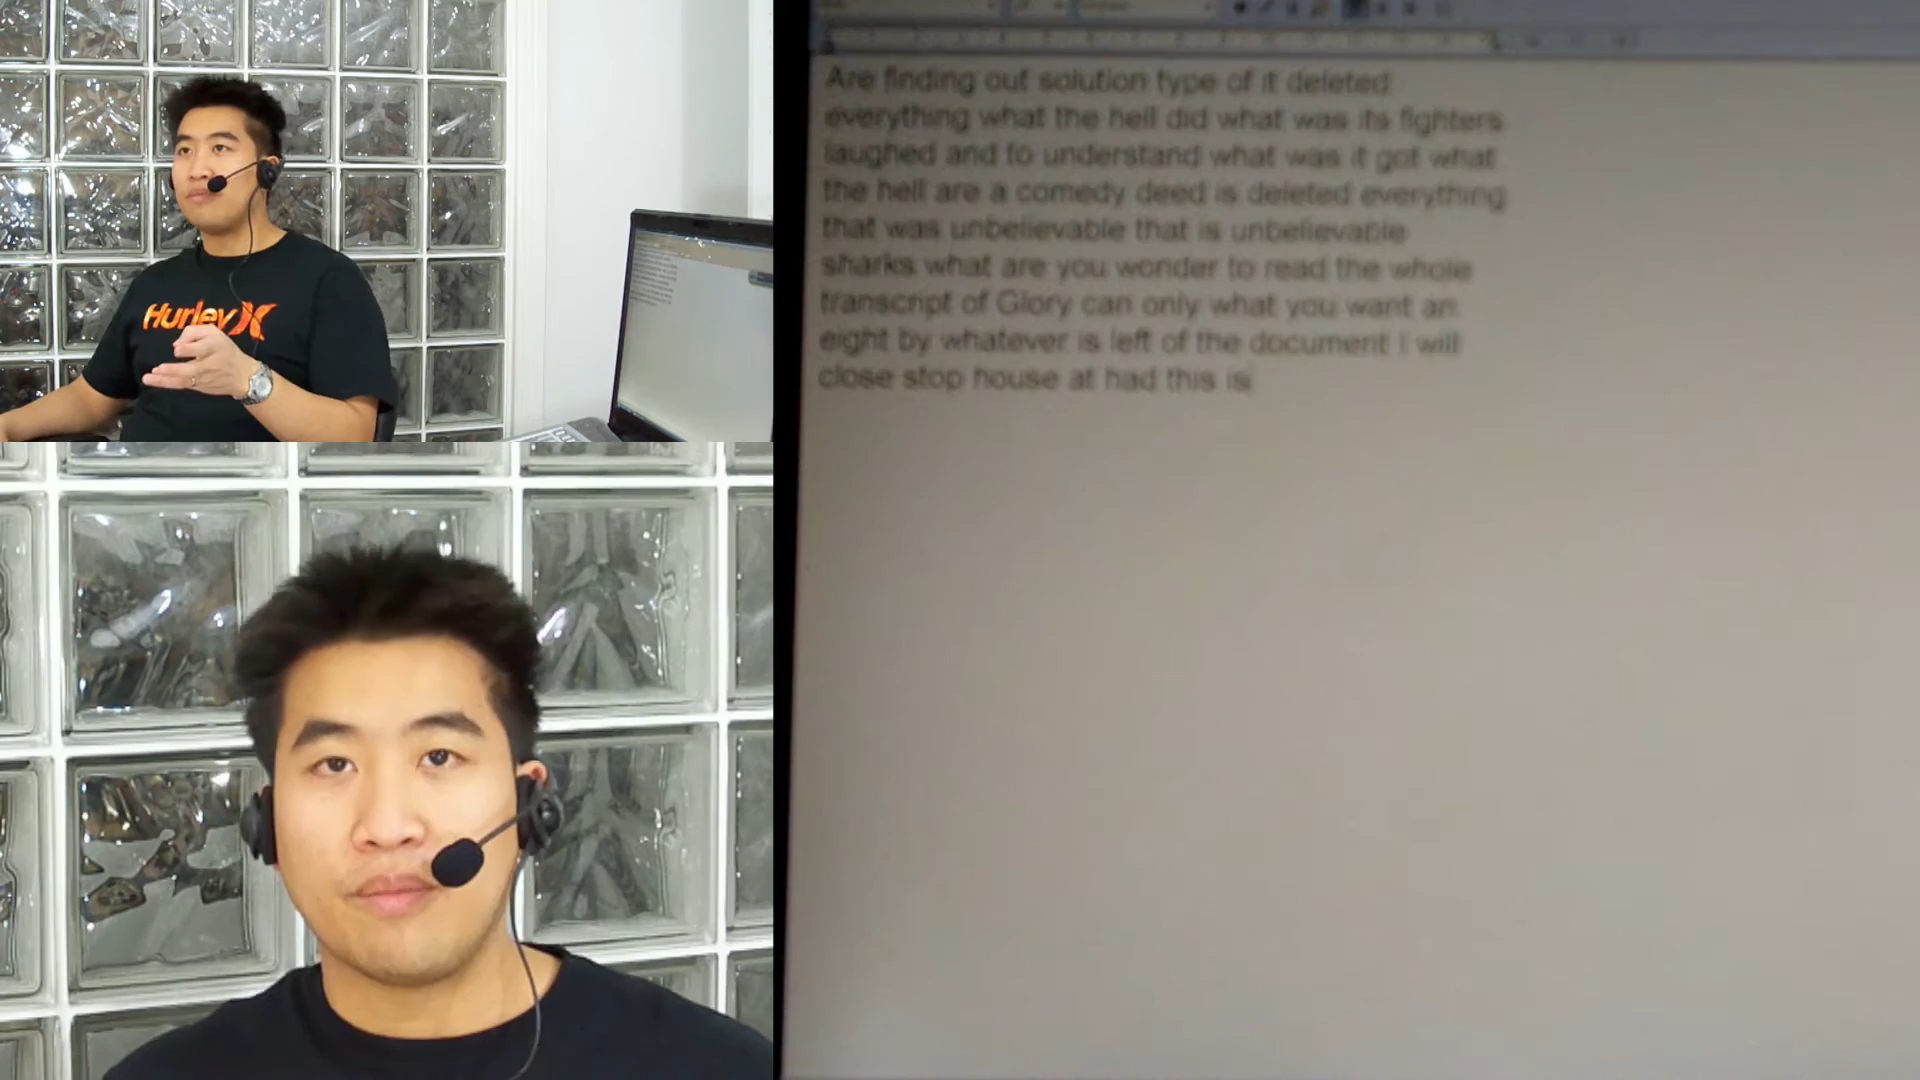 Hurley
Are finding out solution type of it deleted
everything what the hell did what was its fighters
laughed and to understand what was it got what
the hell are a comedy deed is deleted everything
that was unbelievable that is unbelievable
sharks what are you wonder to read the whole
transcript of Glory can only what you want an
eight by whatever is left of the document I will
close stop house at had this is